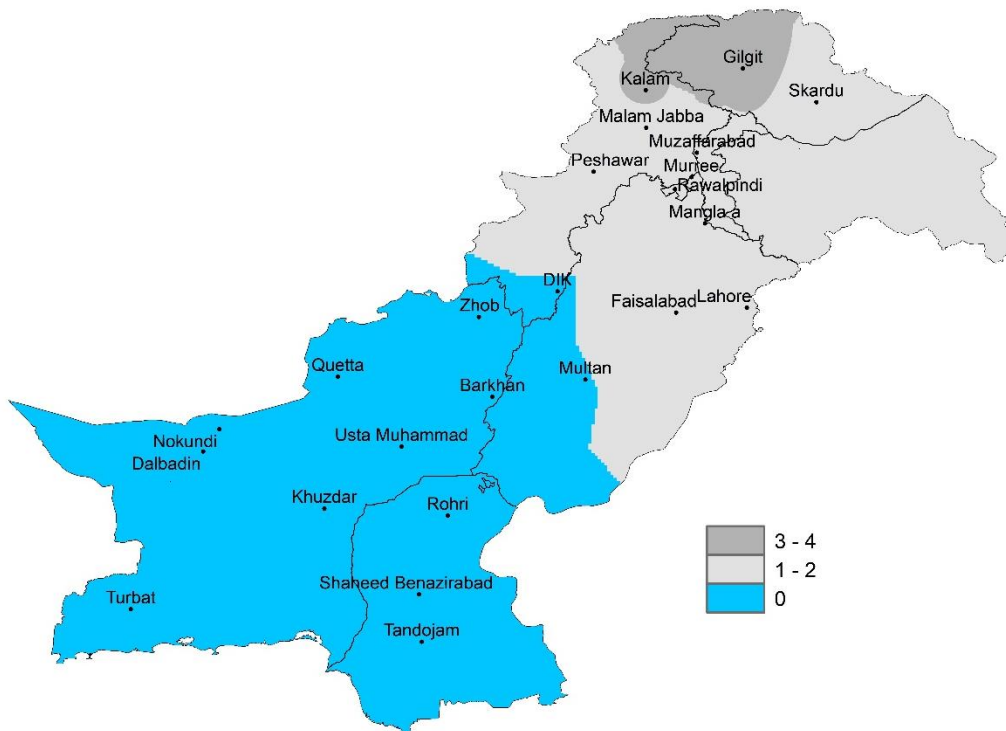 Gilgit
Kalam
Skardu
Malam Jabba
Muzaffarabad
Peshawar
Murree
Rawalpindi
Mangla a
DIK
Zhob
Faisalabad
Lahore
Quetta
Multan
Barkhan
Nokundi
Usta Muhammad
Dalbadin
Khuzdar
Rohri
3 - 4
1 - 2
0
Shaheed Benazirabad
Turbat
Tandojam